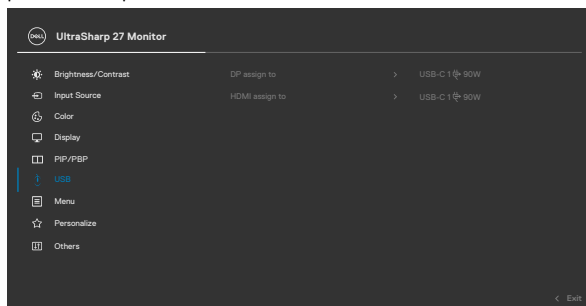 DELL UltraSharp 27 Monitor
Brightness/Contrast DP assign to > USB-C 1 90W
Input Source HDMI assign to > USB-C 1 90W
Color
Display
PIP/PBP
USB
Menu
Personalize
Others
< Exit